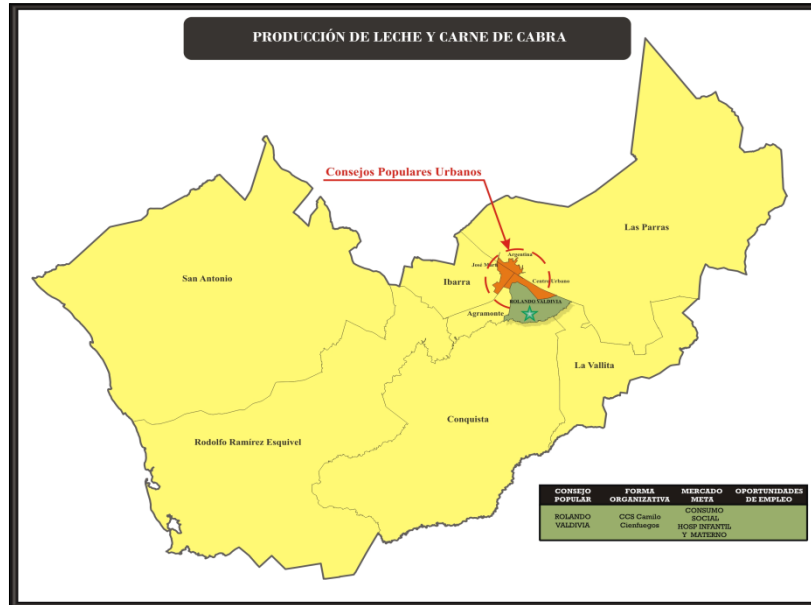 PRODUCCIÓN DE LECHE Y CARNE DE CABRA
Consejos Populares Urbanos
Las Parras
Argentina
José Martí
San Antonio
Ibarra
Centro Urbano
ROLANDO VALDIVIA
Agramonte
La Vallita
Conquista
Rodolfo Ramírez Esquivel
CONSEJO POPULAR
FORMA ORGANIZATIVA
MERCADO META
OPORTUNIDADES DE EMPLEO
ROLANDO VALDIVIA
CCS Camilo Cienfuegos
CONSUMO SOCIAL
HOSP INFANTIL Y MATERNO